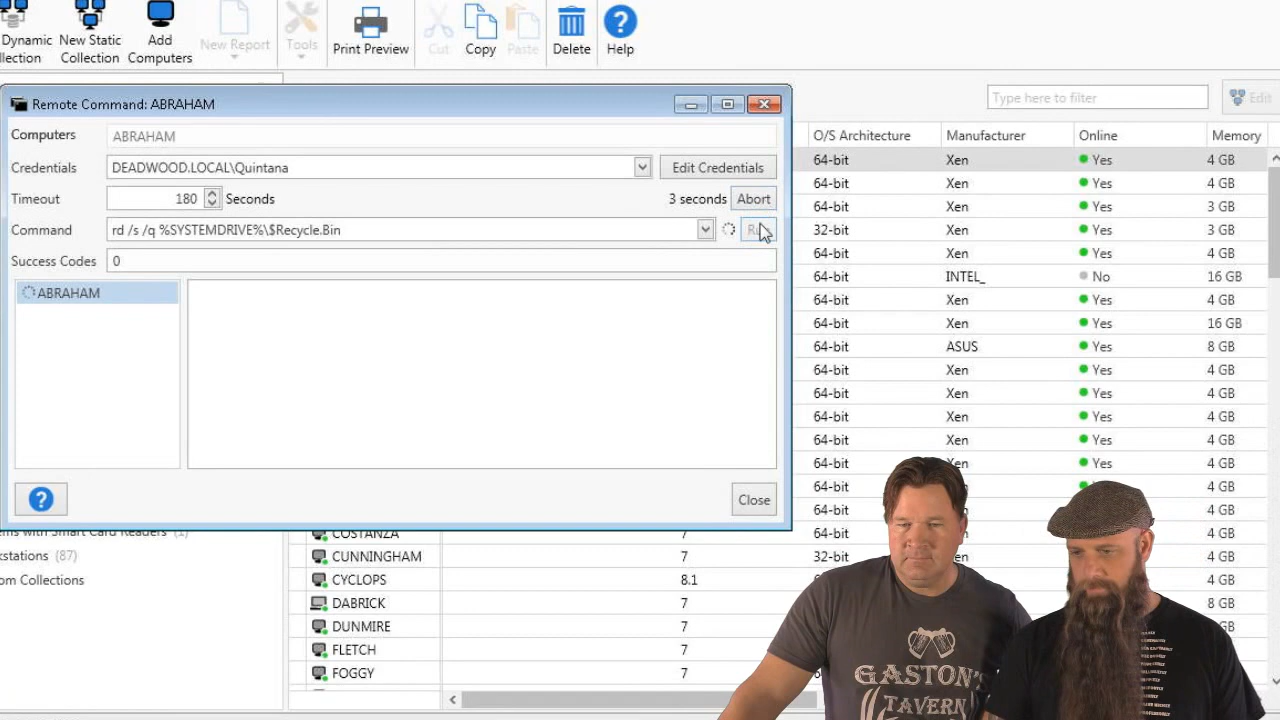 Dynamic
New Static
Add
New Report
Tools
Print Preview
Cut
Copy
Paste
Delete
Help
Collection
Computers
Remote Command: ABRAHAM
Type here to filter
Edit
Computers
ABRAHAM
O/S Architecture
Manufacturer
Online
Memory
Credentials
DEADWOOD.LOCAL\Quintana
Edit Credentials
Timeout
180
Seconds
3 seconds
Abort
Command
rd /s /q %SYSTEMDRIVE%\$Recycle.Bin
Success Codes
0
ABRAHAM
Close
64-bit Xen Yes 4 GB
64-bit Xen Yes 4 GB
64-bit Xen Yes 3 GB
32-bit Xen Yes 3 GB
64-bit Xen Yes 4 GB
64-bit INTEL_ No 16 GB
64-bit Xen Yes 4 GB
64-bit Xen Yes 16 GB
64-bit ASUS Yes 8 GB
64-bit Xen Yes 4 GB
64-bit Xen Yes 4 GB
64-bit Xen Yes 4 GB
64-bit Xen Yes 4 GB
64-bit Xen Yes 4 GB
64-bit 4 GB
64-bit 4 GB
with Smart Card Readers (1)
COSTANZA 7 64-bit 4 GB
(87)
CUNNINGHAM 7 32-bit 4 GB
Collections
CYCLOPS 8.1 4 GB
DABRICK 7 8 GB
DUNMIRE 7
FLETCH 7
FOGGY 7
GASTON'S
TAVERN